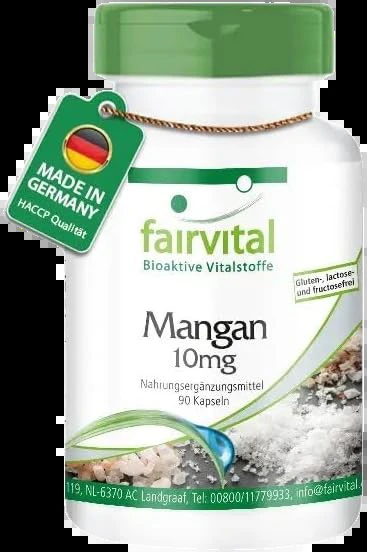 MADE IN
GERMANY
HACCP Qualität
fairvital
Bioaktive Vitalstoffe
Gluten-, lactose-
und fructosefrei
Mangan
10mg
Nahrungsergänzungsmittel
90 Kapseln
119, NL-6370 AC Landgraaf, Tel: 00800/11779933, info@fairvital.